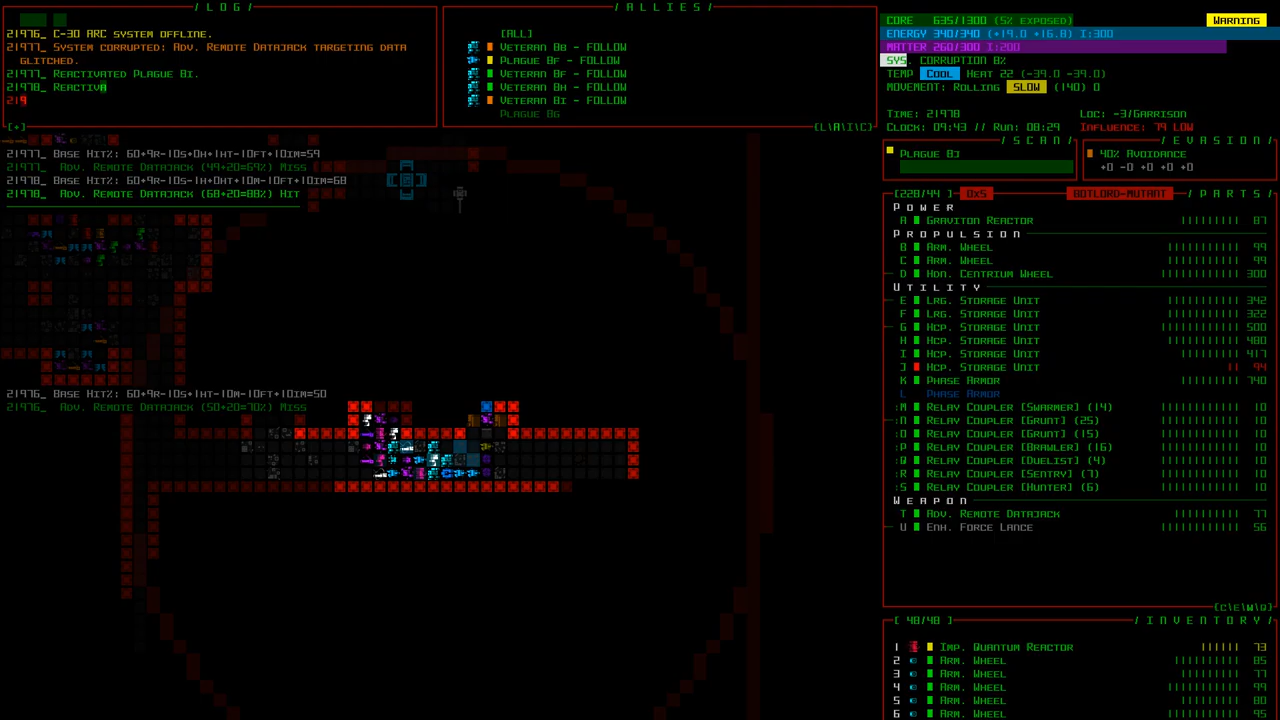 / L O G /
21976_ C-30 ARC system offline.
21977_ System corrupted: Adv. Remote Datajack targeting data
glitched.
21977_ Reactivated Plague 8I.
21978_ Reactiva
219
[+]
/ A L L I E S /
[ALL]
Veteran 8B - FOLLOW
Plague 8F - FOLLOW
Veteran 8F - FOLLOW
Veteran 8H - FOLLOW
Veteran 8I - FOLLOW
Plague 8G
[L\A\I\C]
CORE 635/1300 (5% EXPOSED)
Warning
ENERGY 340/340 (+19.0 +16.0) I:300
MATTER 260/300 I:200
SYS. CORRUPTION 8%
TEMP Cool Heat 22 (-39.0 -39.0)
MOVEMENT: Rolling SLOW (140) 0
Time: 21978
Loc: -3/Garrison
Clock: 09:43 // Run: 08:29
Influence: 79 LOW
/ S C A N /
Plague 8J
/ E V A S I O N /
40% Avoidance
+0 -0 +0 +0
21977_ Base Hit%: 60+9R-10S+0H+1HT-10FT+10IM=59
21977_ Adv. Remote Datajack (49+20=69%) Miss
21978_ Base Hit%: 60+9R-10S-1H+0HT+10M-10FT+10IM=68
21978_ Adv. Remote Datajack (68+20=88%) Hit
21976_ Base Hit%: 60+9R-10S+1HT-10M-10FT+10IM=50
21976_ Adv. Remote Datajack (50+20=70%) Miss
[220/44 ]
0x5
BOTLORD-MUTANT
/ P A R T S /
P o w e r
A Graviton Reactor 87
P r o p u l s i o n
B Arm. Wheel 99
C Arm. Wheel 99
D Hdn. Centrium Wheel 300
U t i l i t y
E Lrg. Storage Unit 342
F Lrg. Storage Unit 322
G Hcp. Storage Unit 500
H Hcp. Storage Unit 480
I Hcp. Storage Unit 417
J Hcp. Storage Unit 94
K Phase Armor 740
L Phase Armor
:M Relay Coupler [Swarmer] (14) 10
:N Relay Coupler [Grunt] (25) 10
:O Relay Coupler [Grunt] (15) 10
:P Relay Coupler [Brawler] (16) 10
:Q Relay Coupler [Duelist] (4) 10
:R Relay Coupler [Sentry] (7) 10
:S Relay Coupler [Hunter] (6) 10
W e a p o n
T Adv. Remote Datajack 77
U Enh. Force Lance 56
[C\E\W\Q]
[ 48/48 ]
/ I N V E N T O R Y /
1 Imp. Quantum Reactor 73
2 Arm. Wheel 85
3 Arm. Wheel 77
4 Arm. Wheel 99
5 Arm. Wheel 80
6 Arm. Wheel 95